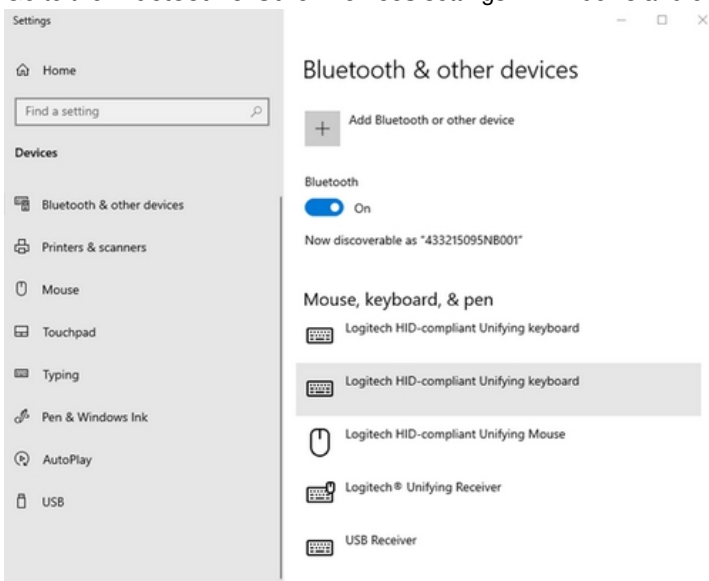 Settings
Home
Find a setting
Devices
Bluetooth & other devices
Printers & scanners
Mouse
Touchpad
Typing
Pen & Windows Ink
AutoPlay
USB
Bluetooth & other devices
Add Bluetooth or other device
Bluetooth
On
Now discoverable as "433215095NB001"
Mouse, keyboard, & pen
Logitech HID-compliant Unifying keyboard
Logitech HID-compliant Unifying keyboard
Logitech HID-compliant Unifying Mouse
Logitech® Unifying Receiver
USB Receiver